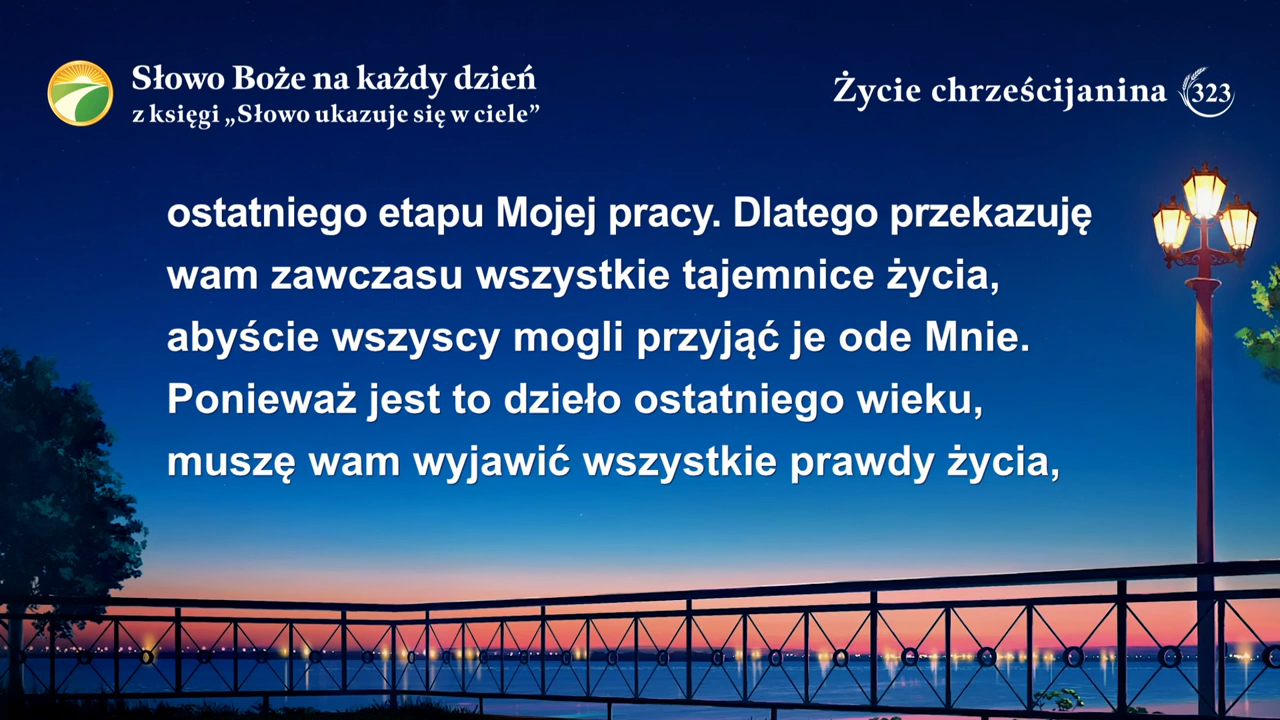 Słowo Boże na każdy dzień
z księgi „Słowo ukazuje się w ciele”
Życie chrześcijanina 323
ostatniego etapu Mojej pracy. Dlatego przekazuję
wam zawczasu wszystkie tajemnice życia,
abyście wszyscy mogli przyjąć je ode Mnie.
Ponieważ jest to dzieło ostatniego wieku,
muszę wam wyjawić wszystkie prawdy życia,